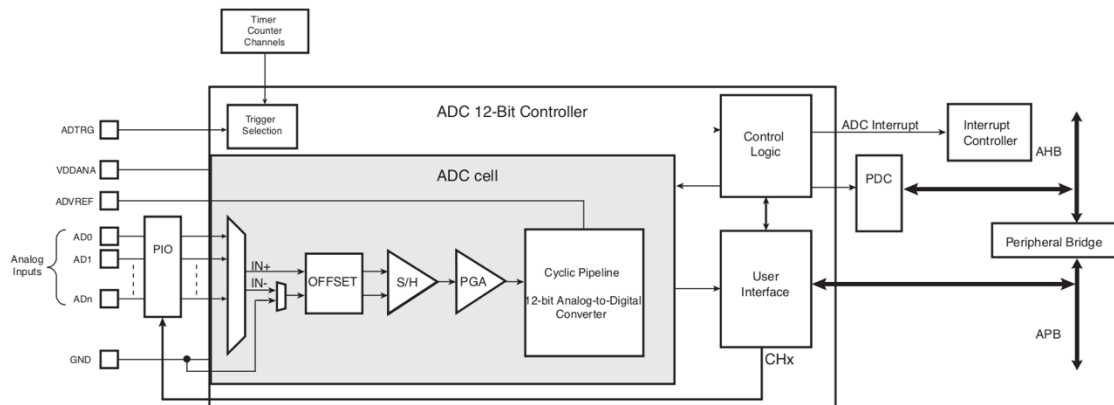 Timer
Counter
Channels
ADC 12-Bit Controller
ADTRG
Trigger
Selection
Control
Logic
ADC Interrupt
Interrupt
Controller
AHB
VDDANA
ADC cell
PDC
ADVREF
Analog
Inputs
AD0
AD1
ADn
PIO
IN+
IN-
OFFSET
S/H
PGA
Cyclic Pipeline
12-bit Analog-to-Digital
Converter
User
Interface
Peripheral Bridge
APB
GND
CHx